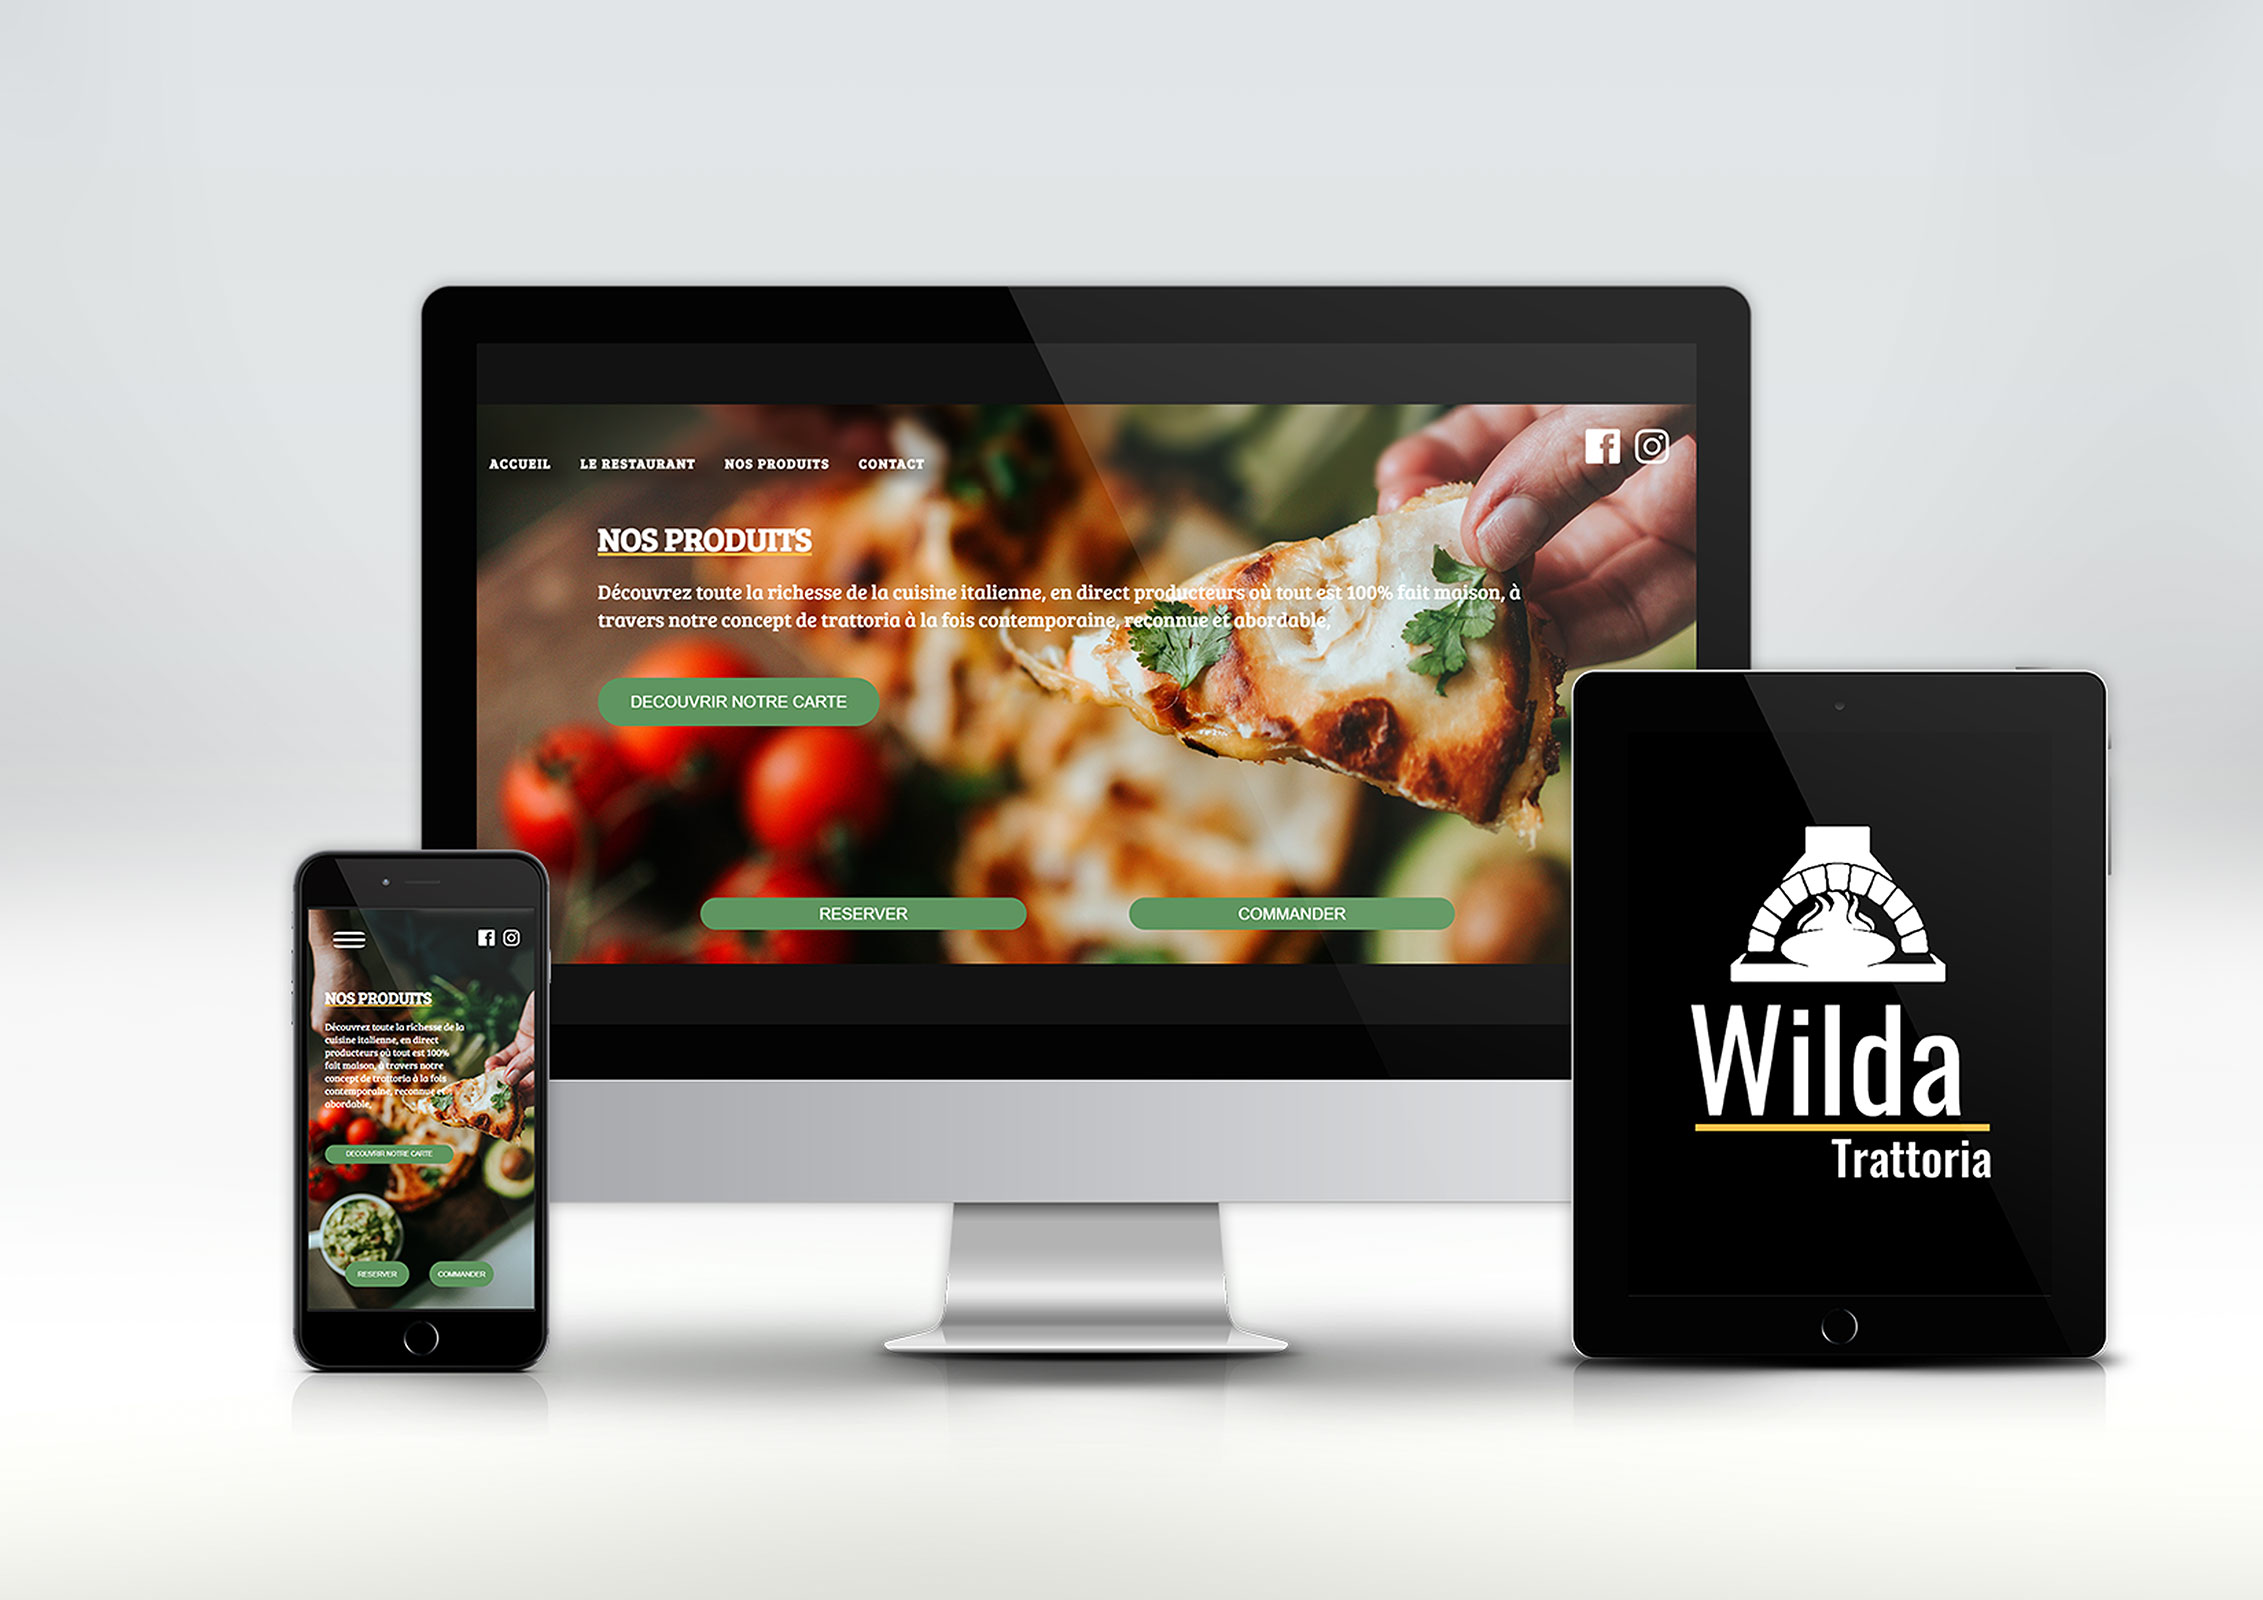 ACCUEIL LE RESTAURANT NOS PRODUITS CONTACT
NOS PRODUITS
Découvrez toute la richesse de la cuisine italienne, en direct producteurs où tout est 100% fait maison, à
travers notre concept de trattoria à la fois contemporaine, reconnue et abordable,
DECOUVRIR NOTRE CARTE
RESERVER COMMANDER
NOS PRODUITS
Découvrez toute la richesse de la
cuisine italienne, en direct
producteurs où tout est 100%
fait maison, à travers notre
concept de trattoria à la fois
contemporaine, reconnue et
abordable,
DECOUVRIR NOTRE CARTE
RESERVER COMMANDER
Wilda
Trattoria